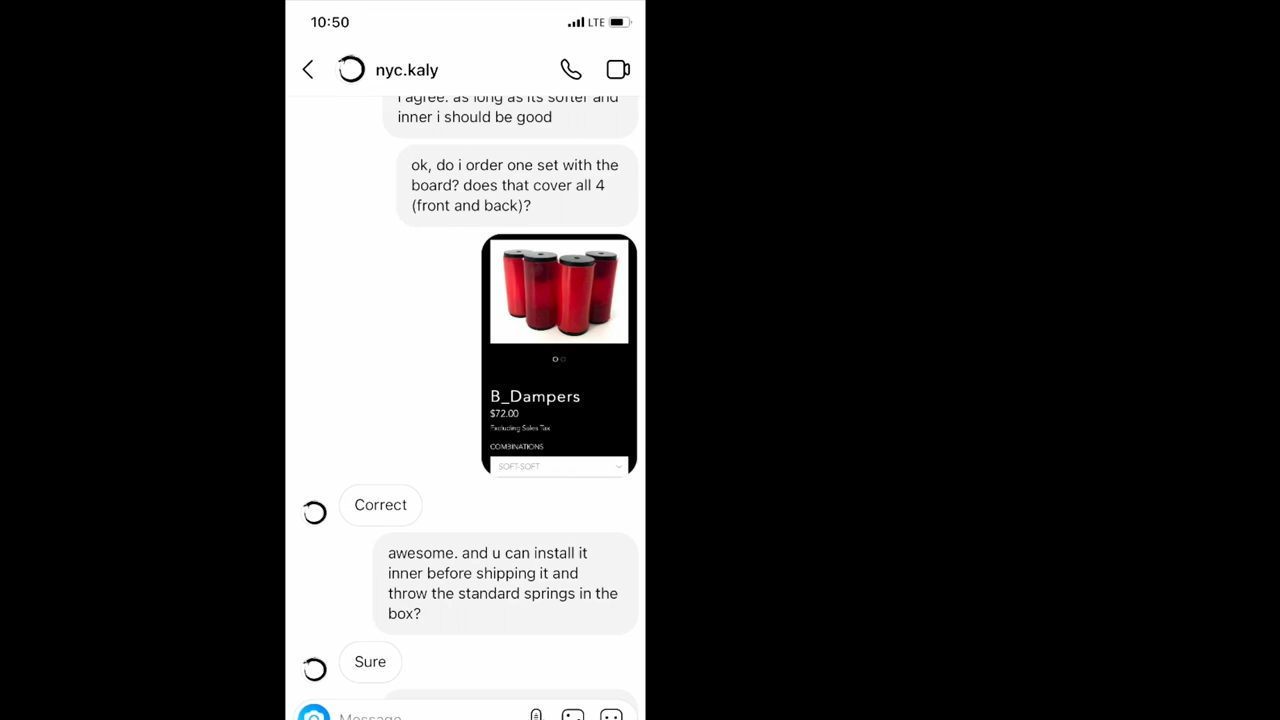 10:50
LTE
nyc.kaly
i agree. as long as its softer and
inner i should be good
ok, do i order one set with the
board? does that cover all 4
(front and back)?
B_Dampers
$72.00
Excluding Sales Tax
COMBINATIONS
SOFT-SOFT
Correct
awesome. and u can install it
inner before shipping it and
throw the standard springs in the
box?
Sure
Message